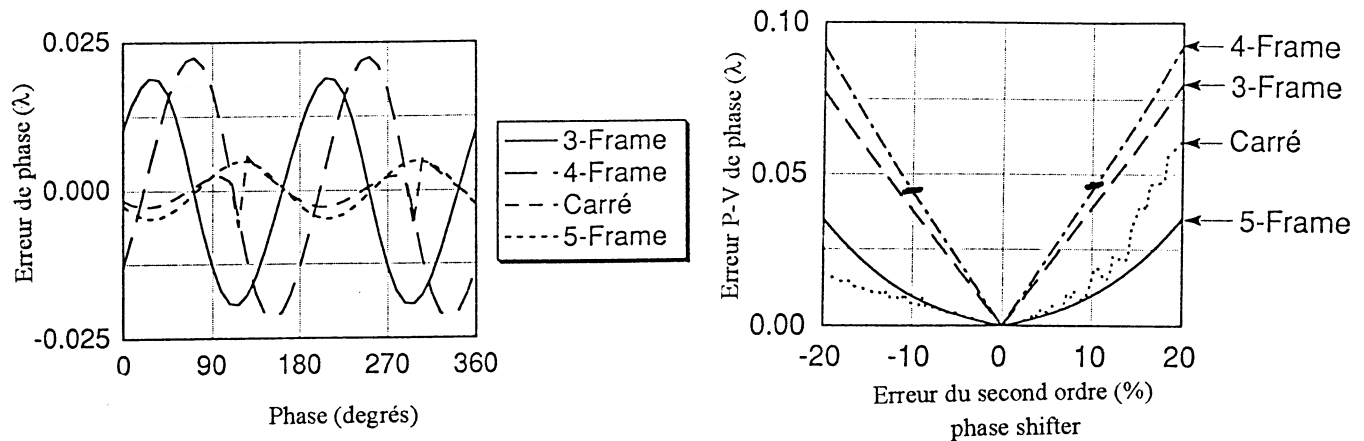 Erreur de phase (λ)
0.025
0.000
-0.025
0
90
180
270
360
Phase (degrés)
3-Frame
4-Frame
Carré
5-Frame
Erreur P-V de phase (λ)
0.10
0.05
0.00
-20
-10
0
10
20
Erreur du second ordre (%)
phase shifter
4-Frame
3-Frame
Carré
5-Frame